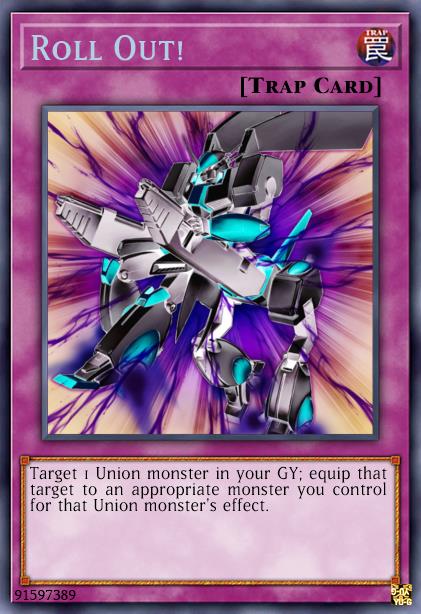 Roll Out!
TRAP
罠
[Trap Card]
Target 1 Union monster in your GY; equip that
target to an appropriate monster you control
for that Union monster's effect.
91597389